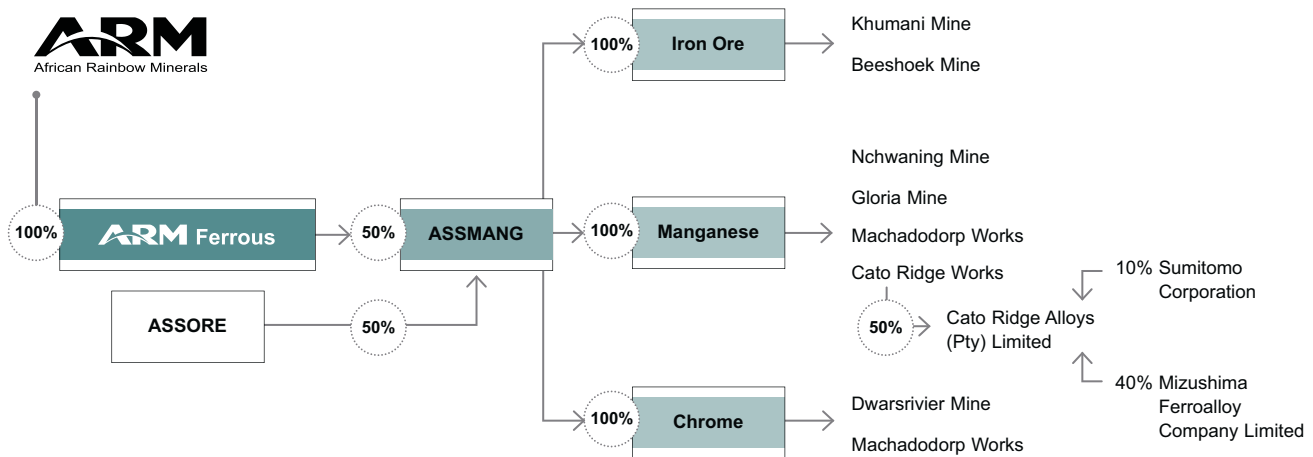 ARM
African Rainbow Minerals
100%
ARM Ferrous
50%
ASSMANG
ASSORE
50%
100%
Iron Ore
Khumani Mine
Beeshoek Mine
100%
Manganese
Nchwaning Mine
Gloria Mine
Machadodorp Works
Cato Ridge Works
50%
Cato Ridge Alloys
(Pty) Limited
10% Sumitomo
Corporation
40% Mizushima
Ferroalloy
Company Limited
100%
Chrome
Dwarsrivier Mine
Machadodorp Works